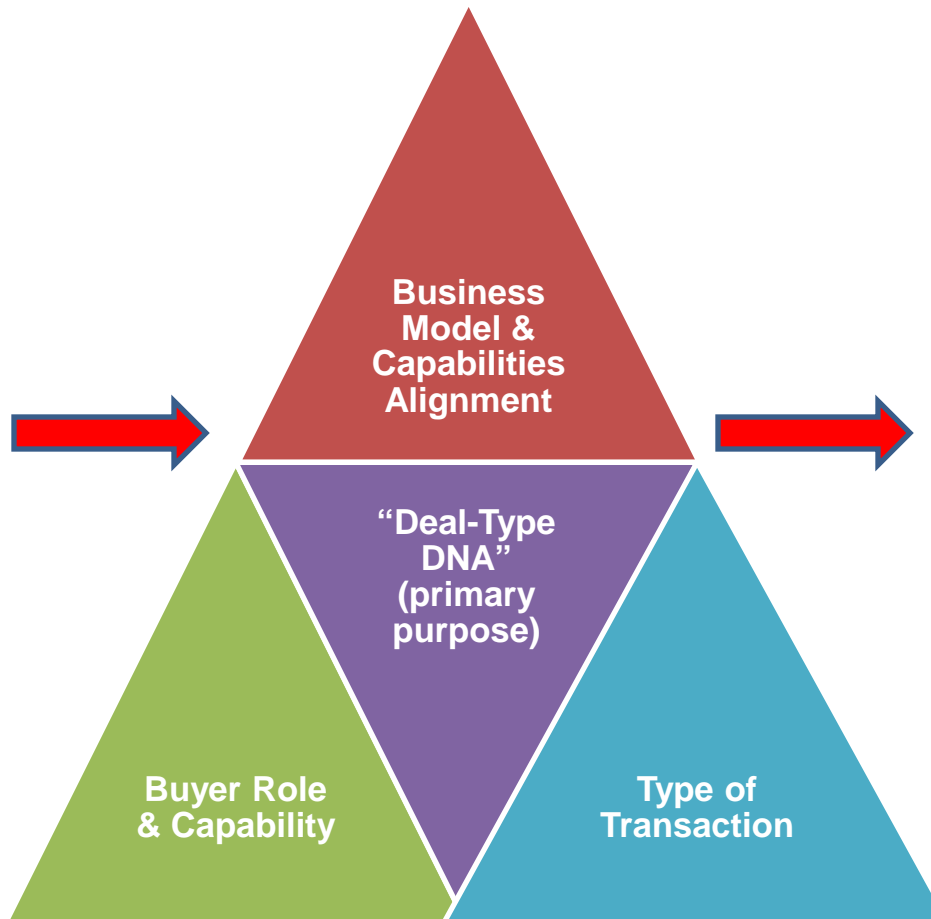 Business
Model &
Capabilities
Alignment
“Deal-Type
DNA”
(primary
purpose)
Buyer Role
& Capability
Type of
Transaction